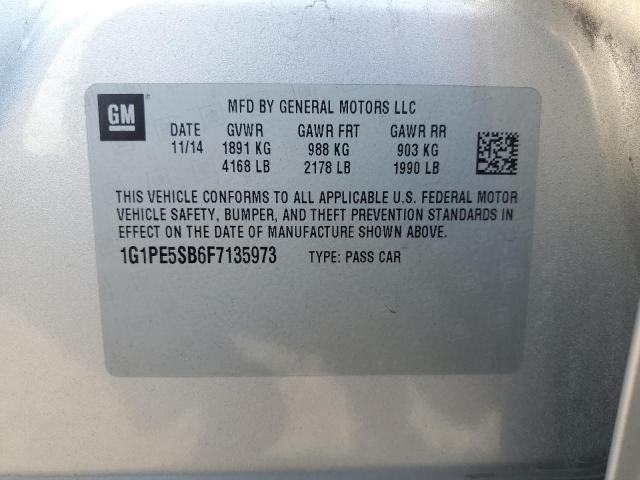 GM
MFD BY GENERAL MOTORS LLC
DATE GVWR GAWR FRT GAWR RR
11/14 1891 KG 988 KG 903 KG
4168 LB 2178 LB 1990 LB
THIS VEHICLE CONFORMS TO ALL APPLICABLE U.S. FEDERAL MOTOR
VEHICLE SAFETY, BUMPER, AND THEFT PREVENTION STANDARDS IN
EFFECT ON THE DATE OF MANUFACTURE SHOWN ABOVE.
1G1PE5SB6F7135973 TYPE: PASS CAR